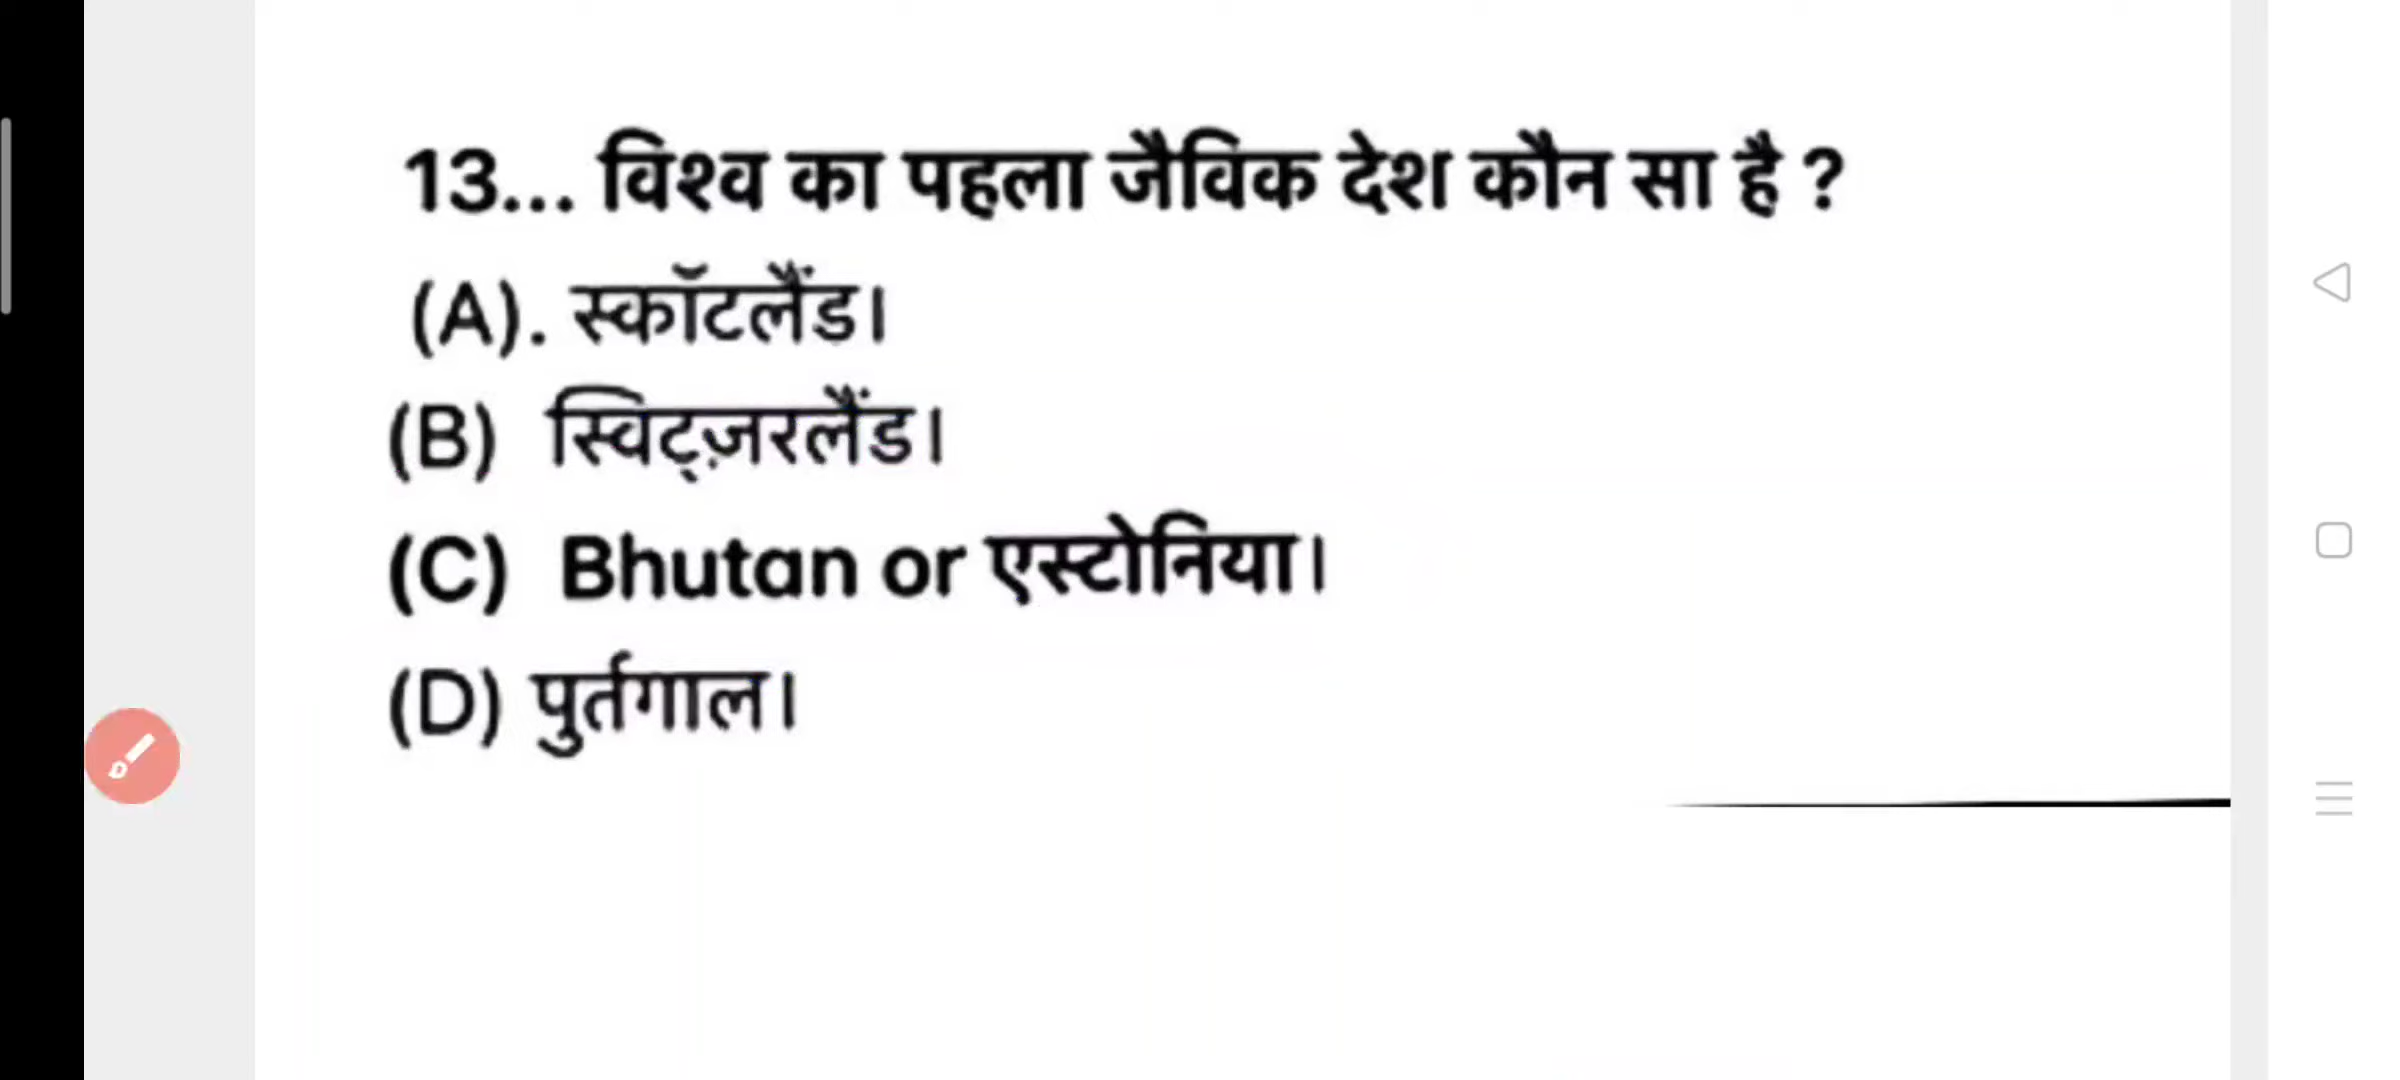 13... विश्व का पहला जैविक देश कौन सा है ?
(A). स्कॉटलैंड।
(B) स्विट्ज़रलैंड।
(C) Bhutan or एस्टोनिया।
(D) पुर्तगाल।